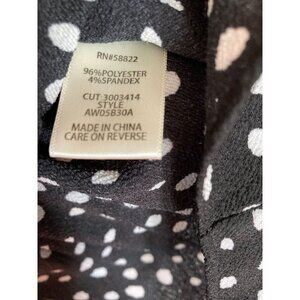 RN#58822
96%POLYESTER
4%SPANDEX
CUT 3003414
STYLE
AW05B30A
MADE IN CHINA
CARE ON REVERSE